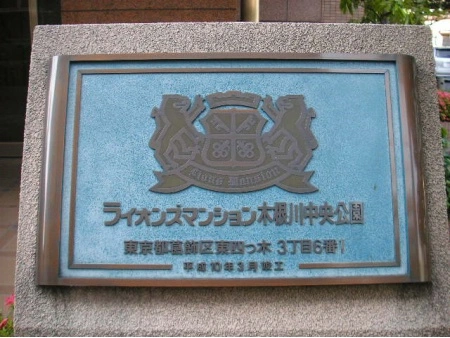 Lions Mansion
ライオンズマンション木根川中央公園
東京都葛飾区東四つ木 3丁目6番1
平成10年3月竣工